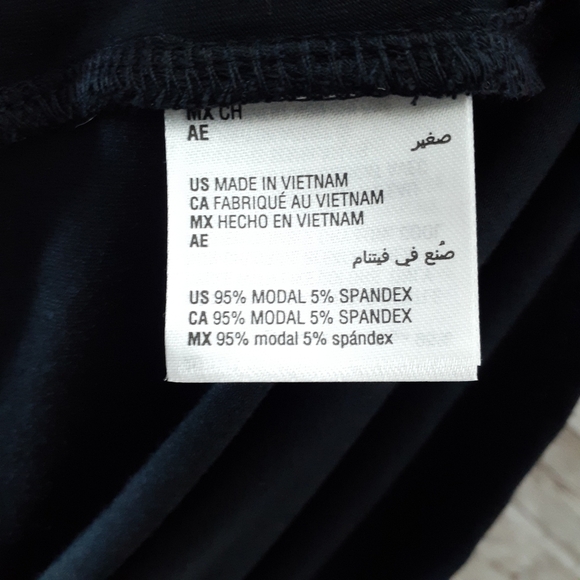 MX CH
AE
صغير
US MADE IN VIETNAM
CA FABRIQUÉ AU VIETNAM
MX HECHO EN VIETNAM
AE
صُنع في فيتنام
US 95% MODAL 5% SPANDEX
CA 95% MODAL 5% SPANDEX
MX 95% modal 5% spándex